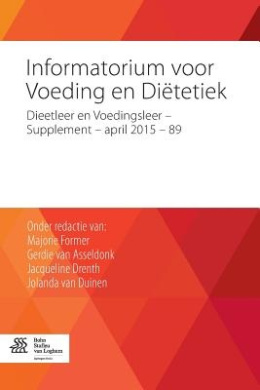 Informatorium voor
Voeding en Diëtetiek
Dieetleer en Voedingsleer –
Supplement – april 2015 – 89
Onder redactie van:
Majorie Former
Gerdie van Asseldonk
Jacqueline Drenth
Jolanda van Duinen
Bohn
Stafleu
van Loghum